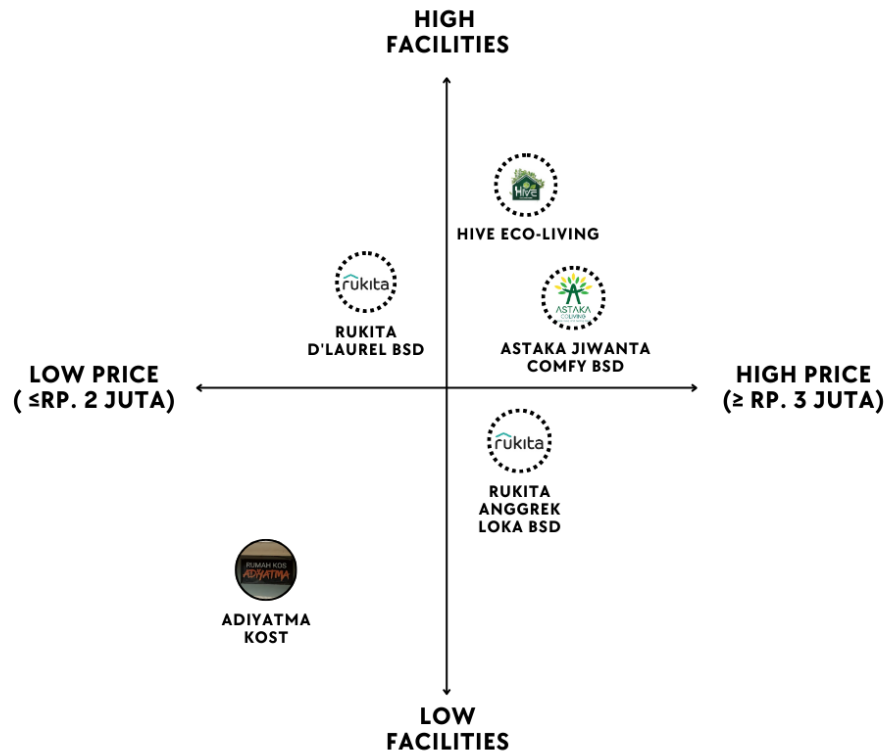 HIGH
FACILITIES
HIVE
HIVE ECO-LIVING
rukita
RUKITA
D'LAUREL BSD
ASTAKA
COLIVING
ASTAKA JIWANTA
COMFY BSD
LOW PRICE
( ≤RP. 2 JUTA)
HIGH PRICE
(≥ RP. 3 JUTA)
rukita
RUKITA
ANGGREK
LOKA BSD
RUMAH KOS
ADIYATMA
ADIYATMA
KOST
LOW
FACILITIES